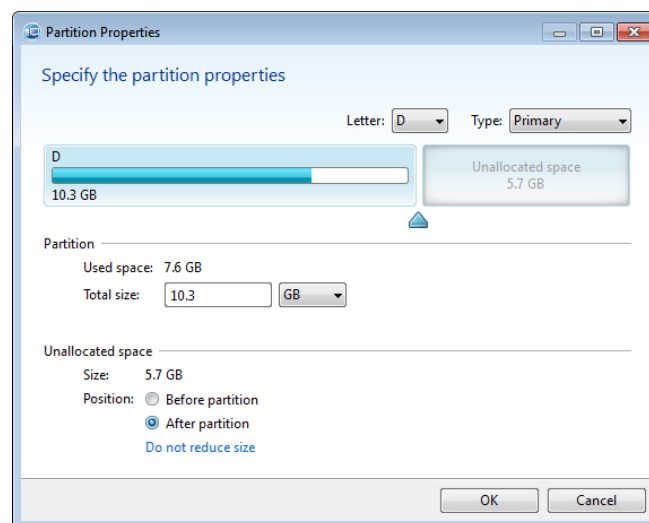 Partition Properties
Specify the partition properties
Letter: D Type: Primary
D
10.3 GB
Unallocated space
5.7 GB
Partition
Used space: 7.6 GB
Total size: 10.3 GB
Unallocated space
Size: 5.7 GB
Position: Before partition
After partition
Do not reduce size
OK Cancel